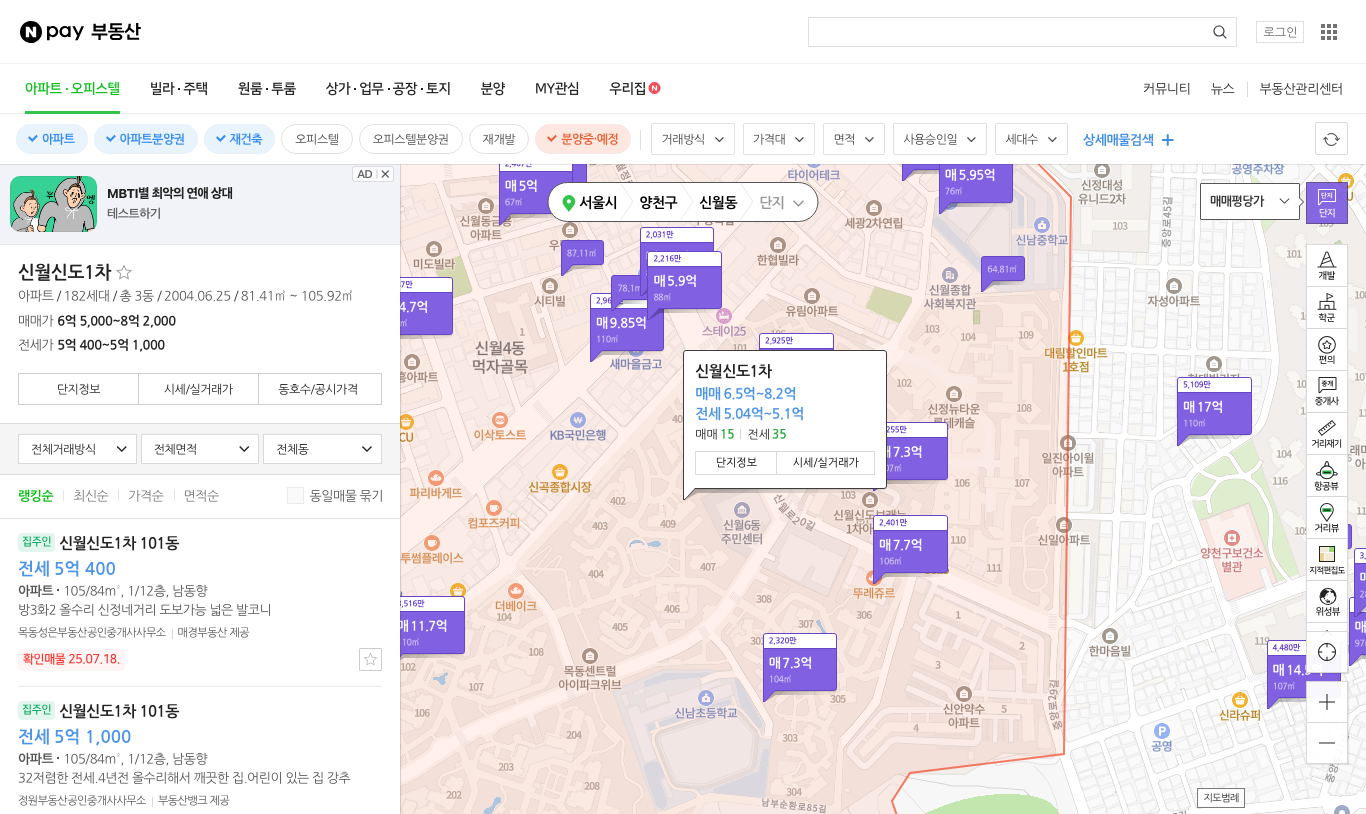 N pay 부동산
로그인
아파트·오피스텔
빌라·주택
원룸·투룸
상가·업무·공장·토지
분양
MY관심
우리집 N
커뮤니티
뉴스
부동산관리센터
아파트
아파트분양권
재건축
오피스텔
오피스텔분양권
재개발
분양중·예정
거래방식
가격대
면적
사용승인일
세대수
상세매물검색
AD
MBTI별 최악의 연애 상대
테스트하기
신월신도1차
아파트 / 182세대 / 총 3동 / 2004.06.25 / 81.41㎡ ~ 105.92㎡
매매가 6억 5,000~8억 2,000
전세가 5억 400~5억 1,000
단지정보
시세/실거래가
동호수/공시가격
전체거래방식
전체면적
전체동
랭킹순
최신순
가격순
면적순
동일매물 묶기
집주인 신월신도1차 101동
전세 5억 400
아파트 · 105/84㎡, 1/12층, 남동향
방3화2 올수리 신정네거리 도보가능 넓은 발코니
목동성은부동산공인중개사사무소
매경부동산 제공
확인매물 25.07.18.
집주인 신월신도1차 101동
전세 5억 1,000
아파트 · 105/84㎡, 1/12층, 남동향
32저렴한 전세.4년전 올수리해서 깨끗한 집.어린이 있는 집 강추
정원부동산공인중개사사무소
부동산뱅크 제공
서울시
양천구
신월동
단지
매매평당가
단지
개발
학군
편의
중개
중개사
거리재기
항공뷰
거리뷰
지적편집도
위성뷰
지도범례
매 5억
67㎡
타이어테크
매 5.95억
76㎡
신정대성
유니드2차
공영주차장
세광2차연립
신남중학교
미도빌라
87.11㎡
2,031만
2,216만
매 5.9억
88㎡
78.1㎡
한협빌라
64.81㎡
신월종합
사회복지관
시티빌
매 9.85억
110㎡
스테이25
유림아파트
자성아파트
신월4동
먹자골목
새마을금고
2,925만
대림할인마트
1호점
신월신도1차
매매 6.5억~8.2억
전세 5.04억~5.1억
매매 15
전세 35
단지정보
시세/실거래가
신정뉴타운
롯데캐슬
5,109만
매 17억
110㎡
CU
이삭토스트
KB국민은행
일진아이윌
아파트
신곡종합시장
파리바게뜨
컴포즈커피
신월6동
주민센터
신월로20길
2,401만
매 7.7억
106㎡
신일아파트
양천구보건소
별관
투썸플레이스
더베이크
뚜레쥬르
매 11.7억
2,320만
매 7.3억
104㎡
한마음빌
4,480만
107㎡
목동센트럴
아이파크위브
신남초등학교
신안약수
아파트
신라슈퍼
공영
중앙로29길
중앙로45길
남부순환로85길